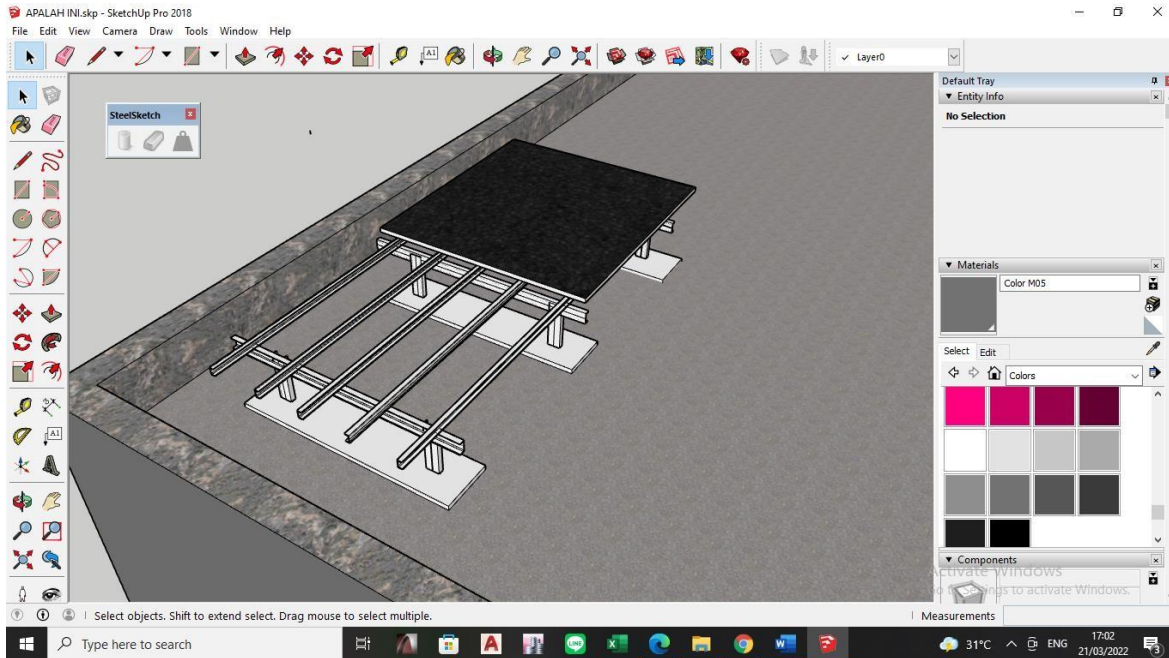 APALAH INI.skp - SketchUp Pro 2018
File Edit View Camera Draw Tools Window Help
A1
Layer0
Default Tray
Entity Info
No Selection
SteelSketch
Materials
Color M05
Select Edit
Colors
A1
Components
Activate Windows
Go to Settings to activate Windows.
Select objects. Shift to extend select. Drag mouse to select multiple.
Measurements
Type here to search
31°C ENG
17:02
21/03/2022
3